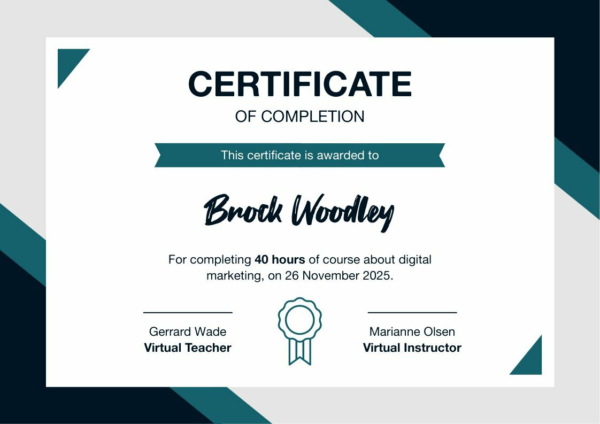 CERTIFICATE
OF COMPLETION
This certificate is awarded to
Brock Woodley
For completing 40 hours of course about digital
marketing, on 26 November 2025.
Gerrard Wade
Virtual Teacher
Marianne Olsen
Virtual Instructor